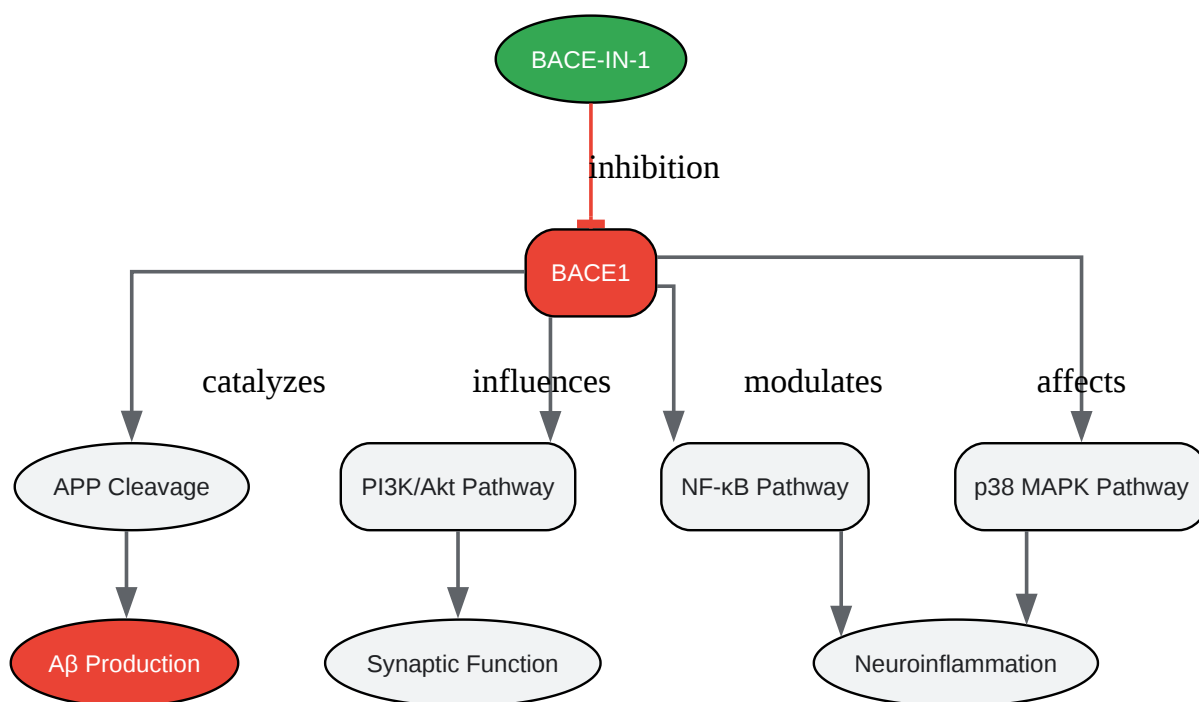 BACE-IN-1
inhibition
BACE1
catalyzes
influences
modulates
affects
APP Cleavage
PI3K/Akt Pathway
NF-κB Pathway
p38 MAPK Pathway
Aβ Production
Synaptic Function
Neuroinflammation